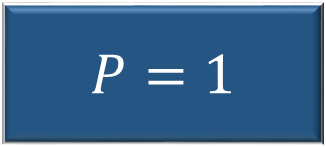 P = 1